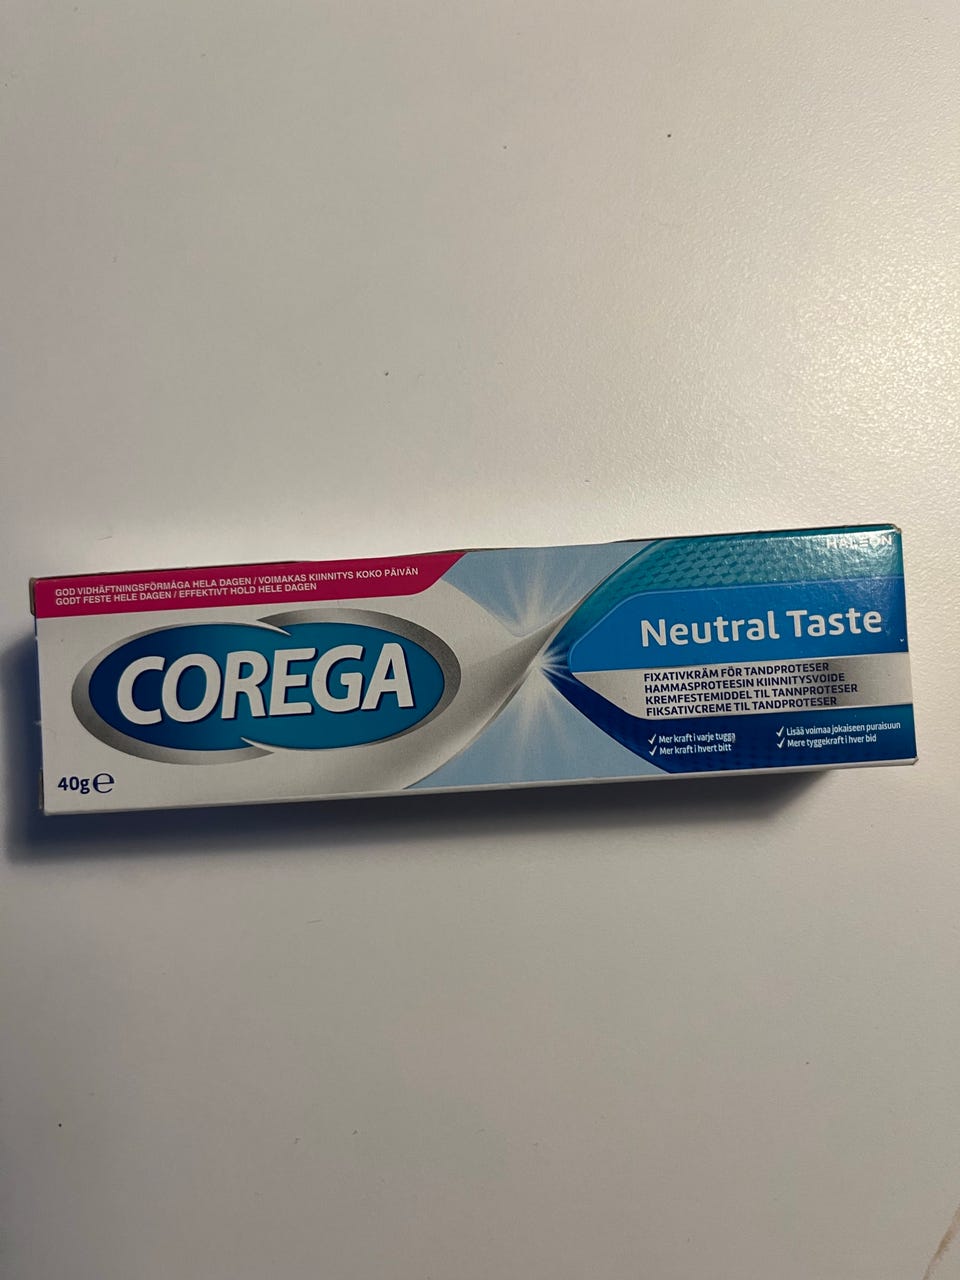 GOD VIDHÄFTNINGSFÖRMÅGA HELA DAGEN / VOIMAKAS KIINNITYS KOKO PÄIVÄN
GODT FESTE HELE DAGEN / EFFEKTIVT HOLD HELE DAGEN
COREGA
40g ℮
HALEON
Neutral Taste
FIXATIVKRÄM FÖR TANDPROTESER
HAMMASPROTEESIN KIINNITYSVOIDE
KREMFESTEMIDDEL TIL TANNPROTESER
FIKSATIVCREME TIL TANDPROTESER
✓ Mer kraft i varje tugga
✓ Mer kraft i hvert bitt
✓ Lisää voimaa jokaiseen puraisuun
✓ Mere tyggekraft i hver bid